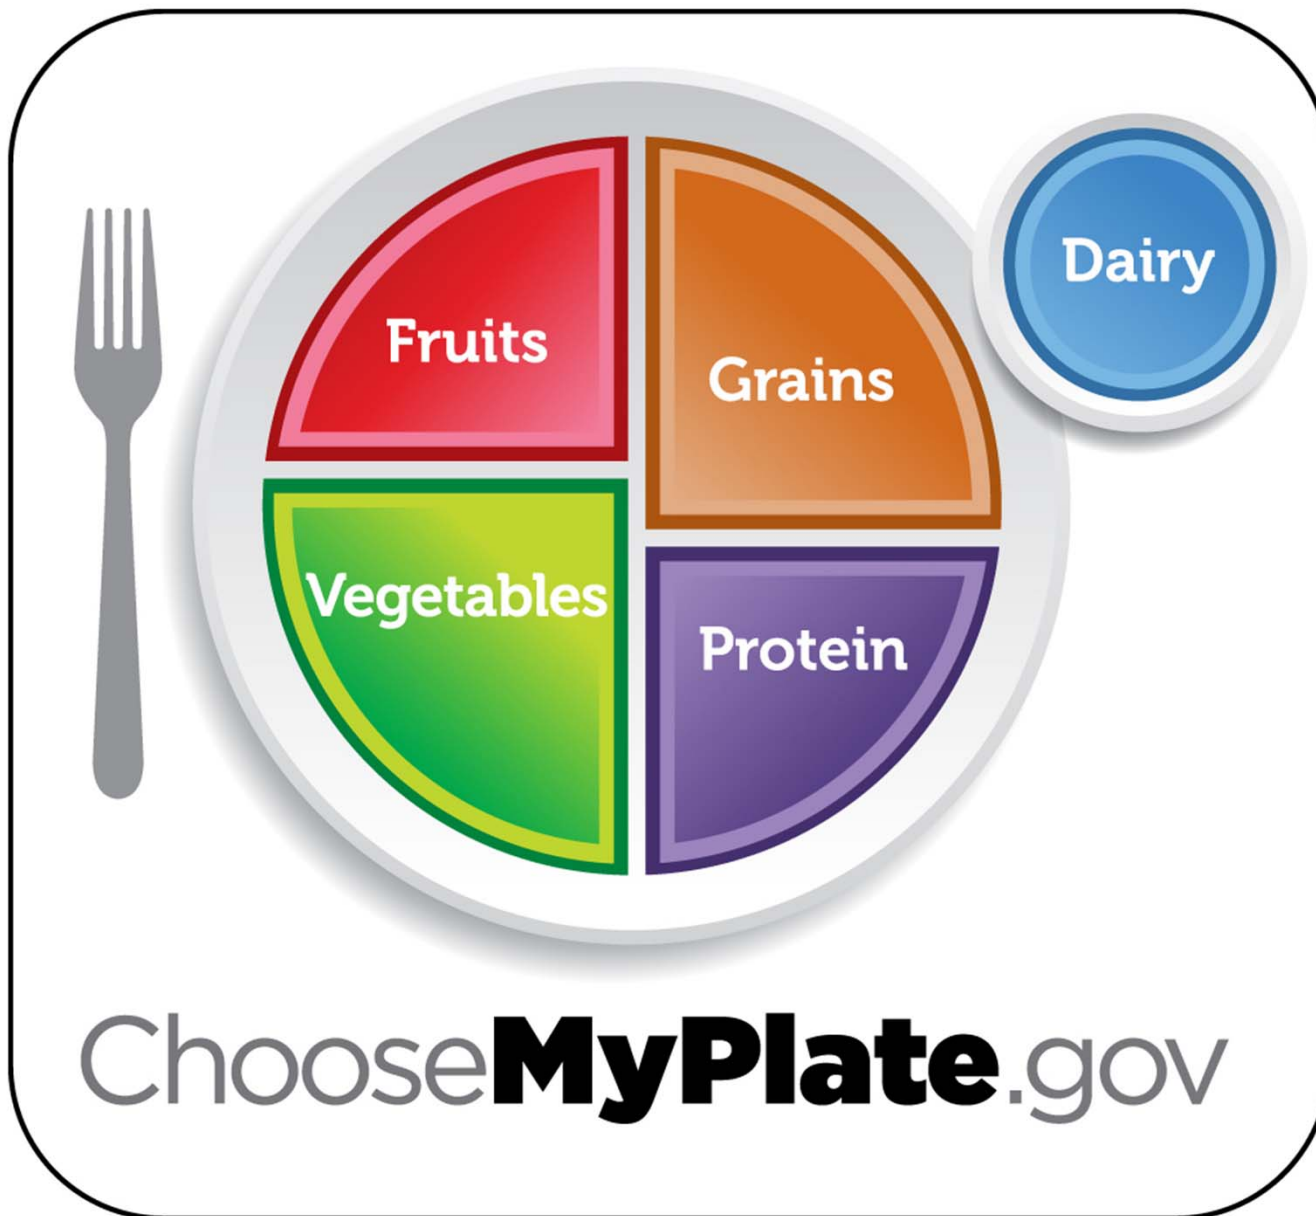 Fruits
Grains
Dairy
Vegetables
Protein
ChooseMyPlate.gov